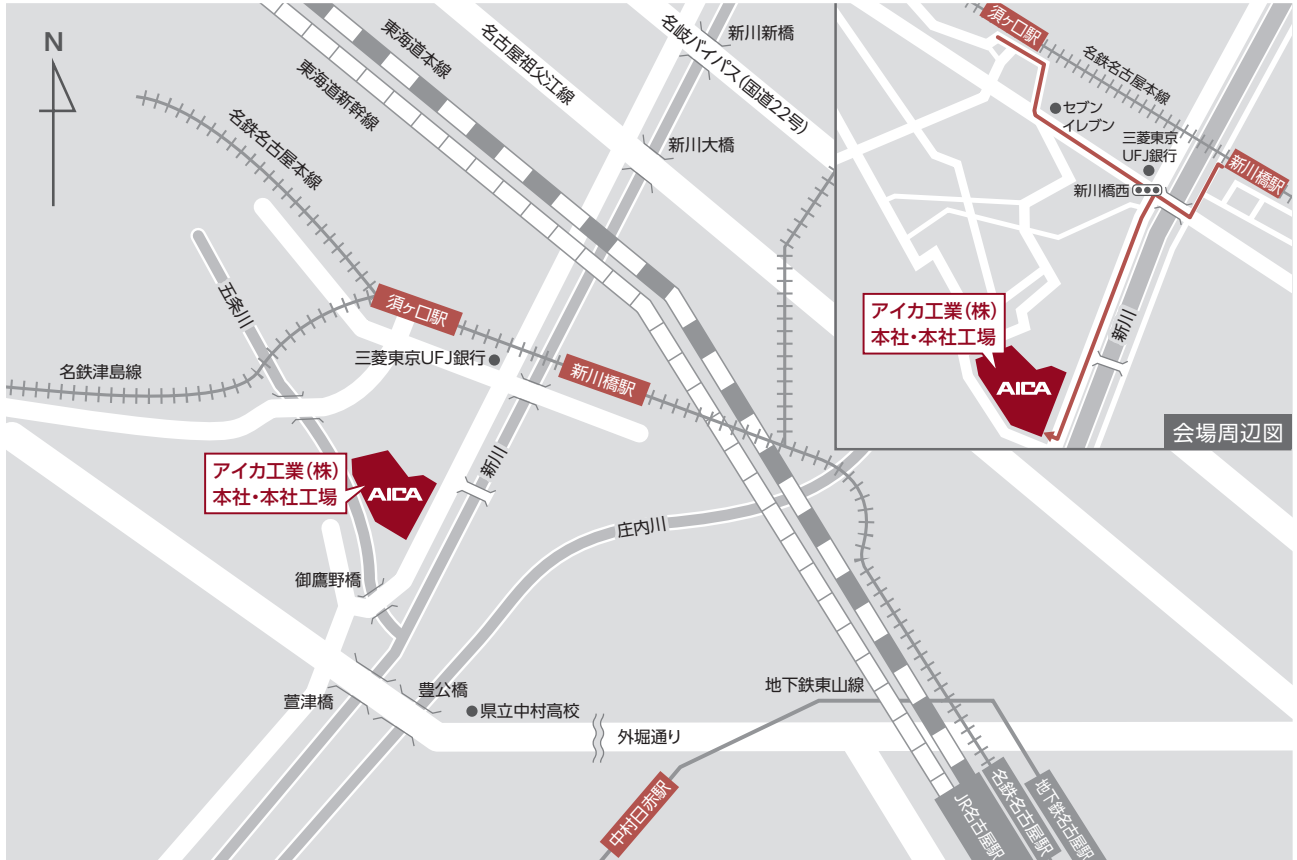 N
東海道本線
東海道新幹線
名古屋祖父江線
名岐バイパス(国道22号)
新川新橋
新川大橋
名鉄名古屋本線
五条川
須ヶ口駅
三菱東京UFJ銀行
新川橋駅
名鉄津島線
アイカ工業(株)
本社・本社工場
AICA
新川
庄内川
御鷹野橋
萱津橋
豊公橋
県立中村高校
外堀通り
地下鉄東山線
中村日赤駅
JR名古屋駅
名鉄名古屋駅
地下鉄名古屋駅
須ヶ口駅
名鉄名古屋本線
セブン
イレブン
三菱東京
UFJ銀行
新川橋駅
新川橋西
アイカ工業(株)
本社・本社工場
AICA
新川
会場周辺図